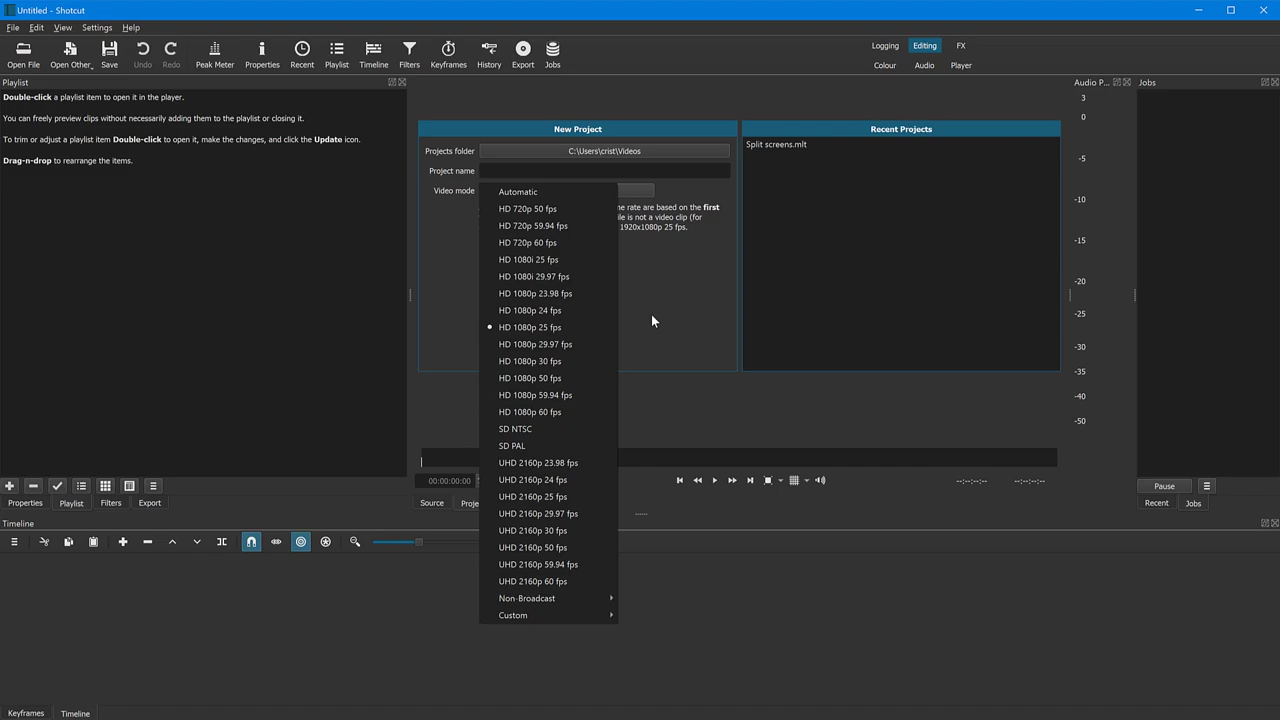 Untitled - Shotcut
File Edit View Settings Help
Open File Open Other.. Save Undo Redo Peak Meter Properties Recent Playlist Timeline Filters Keyframes History Export Jobs
Logging Editing FX
Colour Audio Player
Playlist
Double-click a playlist item to open it in the player.
You can freely preview clips without necessarily adding them to the playlist or closing it.
To trim or adjust a playlist item Double-click to open it, make the changes, and click the Update icon.
Drag-n-drop to rearrange the items.
New Project
Projects folder C:\Users\crist\Videos
Project name
Video mode
me rate are based on the first
ile is not a video clip (for
1920x1080p 25 fps.
Automatic
HD 720p 50 fps
HD 720p 59.94 fps
HD 720p 60 fps
HD 1080i 25 fps
HD 1080i 29.97 fps
HD 1080p 23.98 fps
HD 1080p 24 fps
HD 1080p 25 fps
HD 1080p 29.97 fps
HD 1080p 30 fps
HD 1080p 50 fps
HD 1080p 59.94 fps
HD 1080p 60 fps
SD NTSC
SD PAL
UHD 2160p 23.98 fps
UHD 2160p 24 fps
UHD 2160p 25 fps
UHD 2160p 29.97 fps
UHD 2160p 30 fps
UHD 2160p 50 fps
UHD 2160p 59.94 fps
UHD 2160p 60 fps
Non-Broadcast
Custom
Recent Projects
Split screens.mlt
Audio P...
3
0
-5
-10
-15
-20
-25
-30
-35
-40
-50
Jobs
00:00:00:00
--:--:--:-- --:--:--:--
Pause
Properties Playlist Filters Export
Source Proje
Recent Jobs
Timeline
Keyframes Timeline